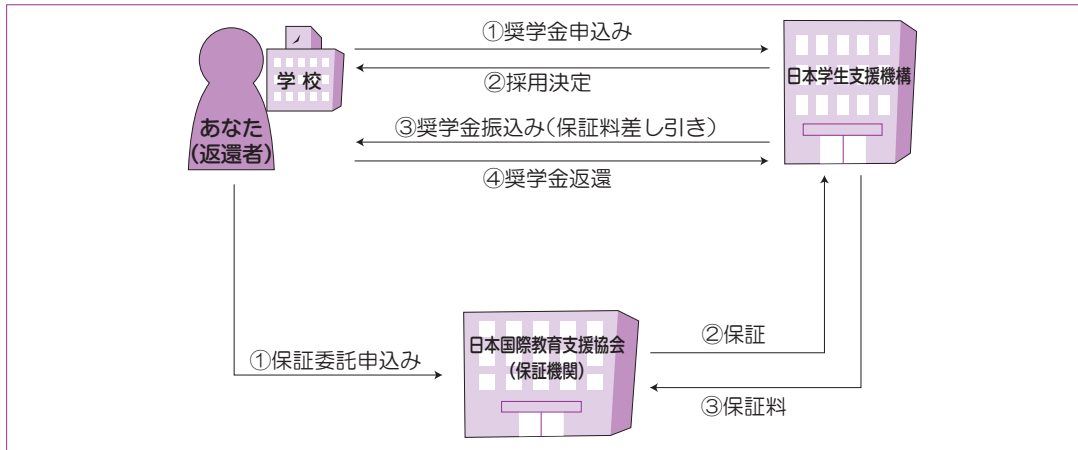 ①奨学金申込み
学校
日本学生支援機構
②採用決定
あなた
(返還者)
③奨学金振込み(保証料差し引き)
④奨学金返還
①保証委託申込み
日本国際教育支援協会
(保証機関)
②保証
③保証料